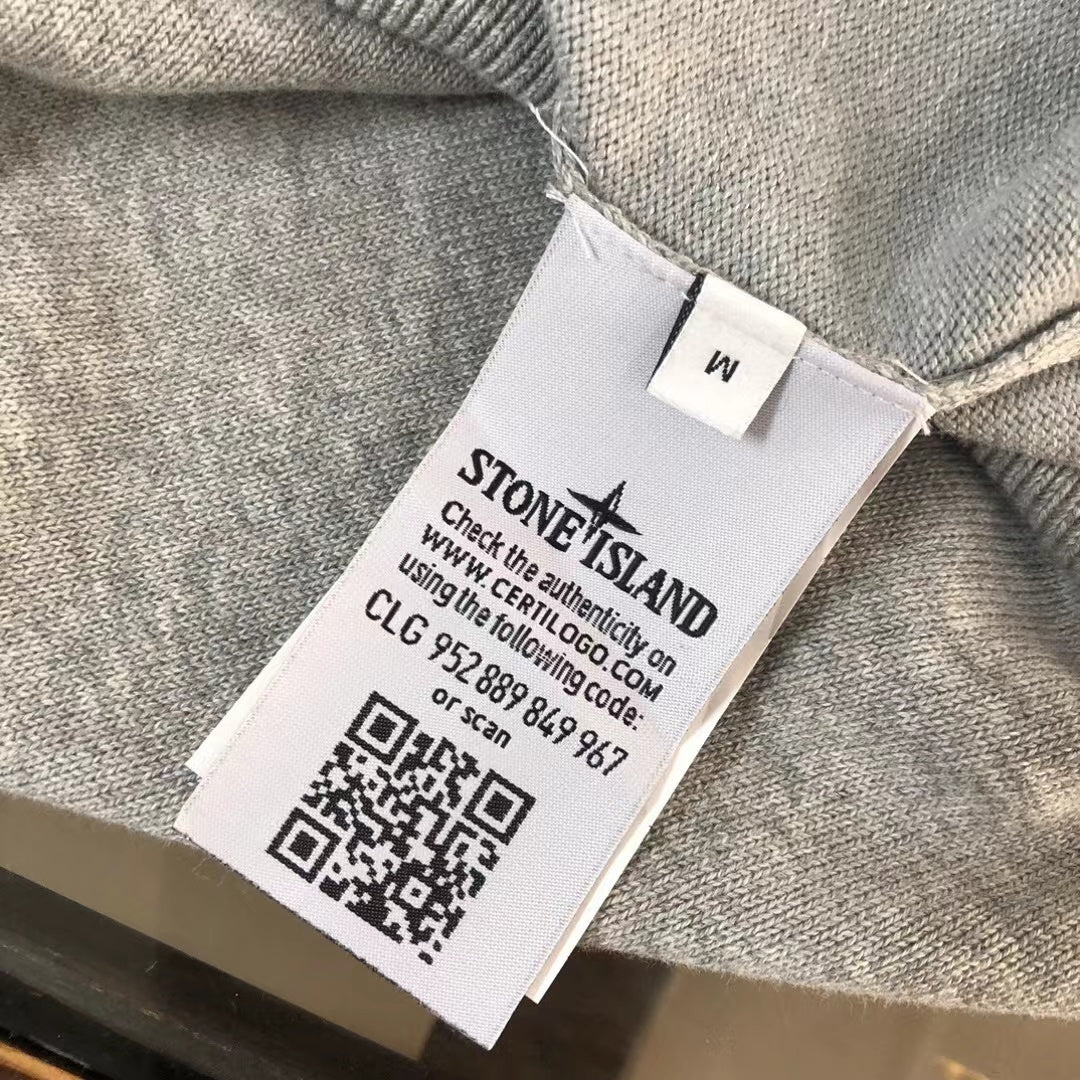 M
STONE ISLAND
Check the authenticity on
WWW.CERTILOGO.COM
using the following code:
CLG 952 889 849 967
or scan